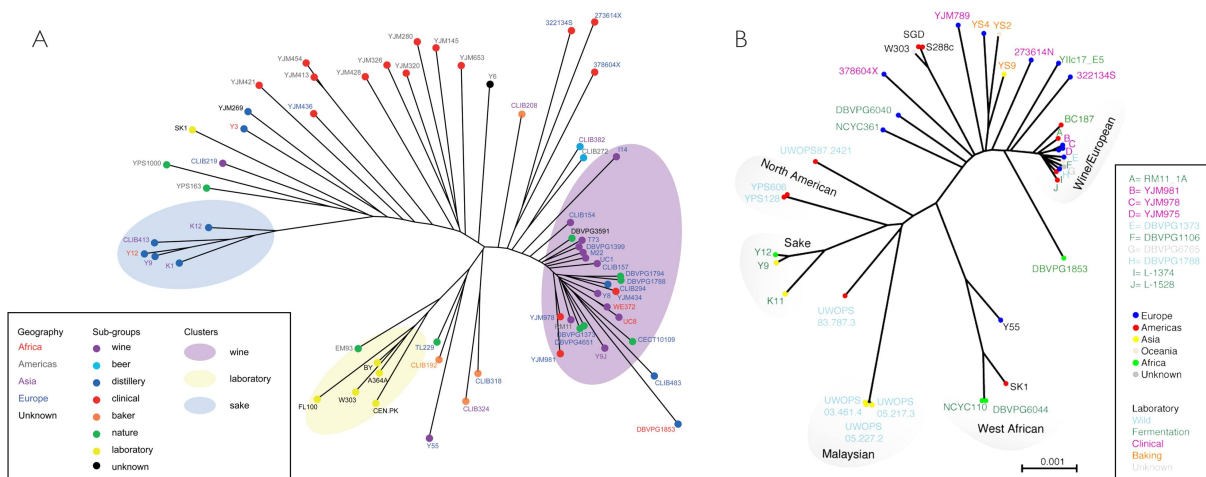 A
YJM280
YJM145
322134S
273614X
YJM454
YJM413
YJM326
YJM428
YJM320
YJM653
Y6
378604X
YJM421
YJM269
YJM436
CLIB208
SK1
Y3
CLIB382
CLIB272
I14
YPS1000
CLIB219
YPS163
K12
CLIB413
Y12
Y9
K1
CLIB154
DBVPG3591
T73
DBVPG1399
M22
UC1
CLIB157
DBVPG1794
DBVPG1788
CLIB294
Y8
YJM434
WE372
YJM978
RM11
UC8
DBVPG1373
DBVPG4651
CECT10109
Y9J
YJM981
EM93
TL229
CLIB192
BY
A364A
FL100
W303
CEN.PK
CLIB318
CLIB324
CLIB483
Y55
DBVPG1853
Geography
Africa
Americas
Asia
Europe
Unknown
Sub-groups
wine
beer
distillery
clinical
baker
nature
laboratory
unknown
Clusters
wine
laboratory
sake
B
YJM789
YS4
YS2
SGD
W303
S288c
273614N
YS9
YIIc17_E5
378604X
322134S
DBVPG6040
NCYC361
BC187
A
B
C
D
E
F
G
H
I
J
Wine/European
UWOPS87.2421
North American
YPS606
YPS128
Sake
Y12
Y9
K11
UWOPS
83.787.3
DBVPG1853
Y55
SK1
NCYC110
DBVPG6044
West African
UWOPS
03.461.4
UWOPS
05.217.3
UWOPS
05.227.2
Malaysian
0.001
A= RM11_1A
B= YJM981
C= YJM978
D= YJM975
E= DBVPG1373
F= DBVPG1106
G= DBVPG6765
H= DBVPG1788
I= L-1374
J= L-1528
Europe
Americas
Asia
Oceania
Africa
Unknown
Laboratory
Wild
Fermentation
Clinical
Baking
Unknown